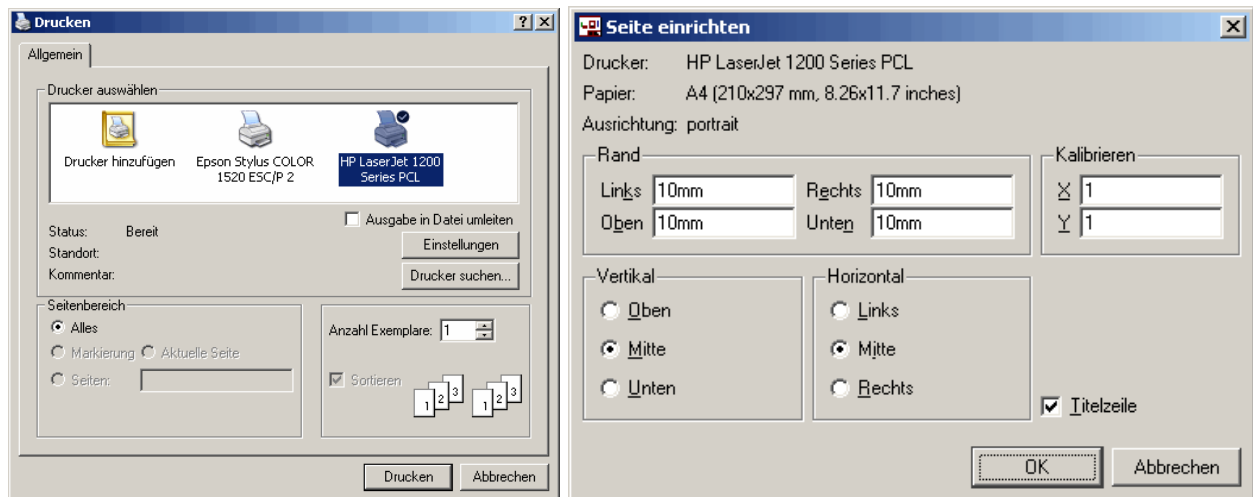 Drucken
Allgemein
Drucker auswählen
Drucker hinzufügen
Epson Stylus COLOR
1520 ESC/P 2
HP LaserJet 1200
Series PCL
Status: Bereit
Standort:
Kommentar:
Ausgabe in Datei umleiten
Einstellungen
Drucker suchen...
Seitenbereich
Alles
Markierung Aktuelle Seite
Seiten:
Anzahl Exemplare: 1
Sortieren
1 2 3 1 2 3
Drucken Abbrechen
Seite einrichten
Drucker: HP LaserJet 1200 Series PCL
Papier: A4 (210x297 mm, 8.26x11.7 inches)
Ausrichtung: portrait
Rand
Links 10mm Rechts 10mm
Oben 10mm Unten 10mm
Kalibrieren
X 1
Y 1
Vertikal
Oben
Mitte
Unten
Horizontal
Links
Mitte
Rechts
Titelzeile
OK Abbrechen